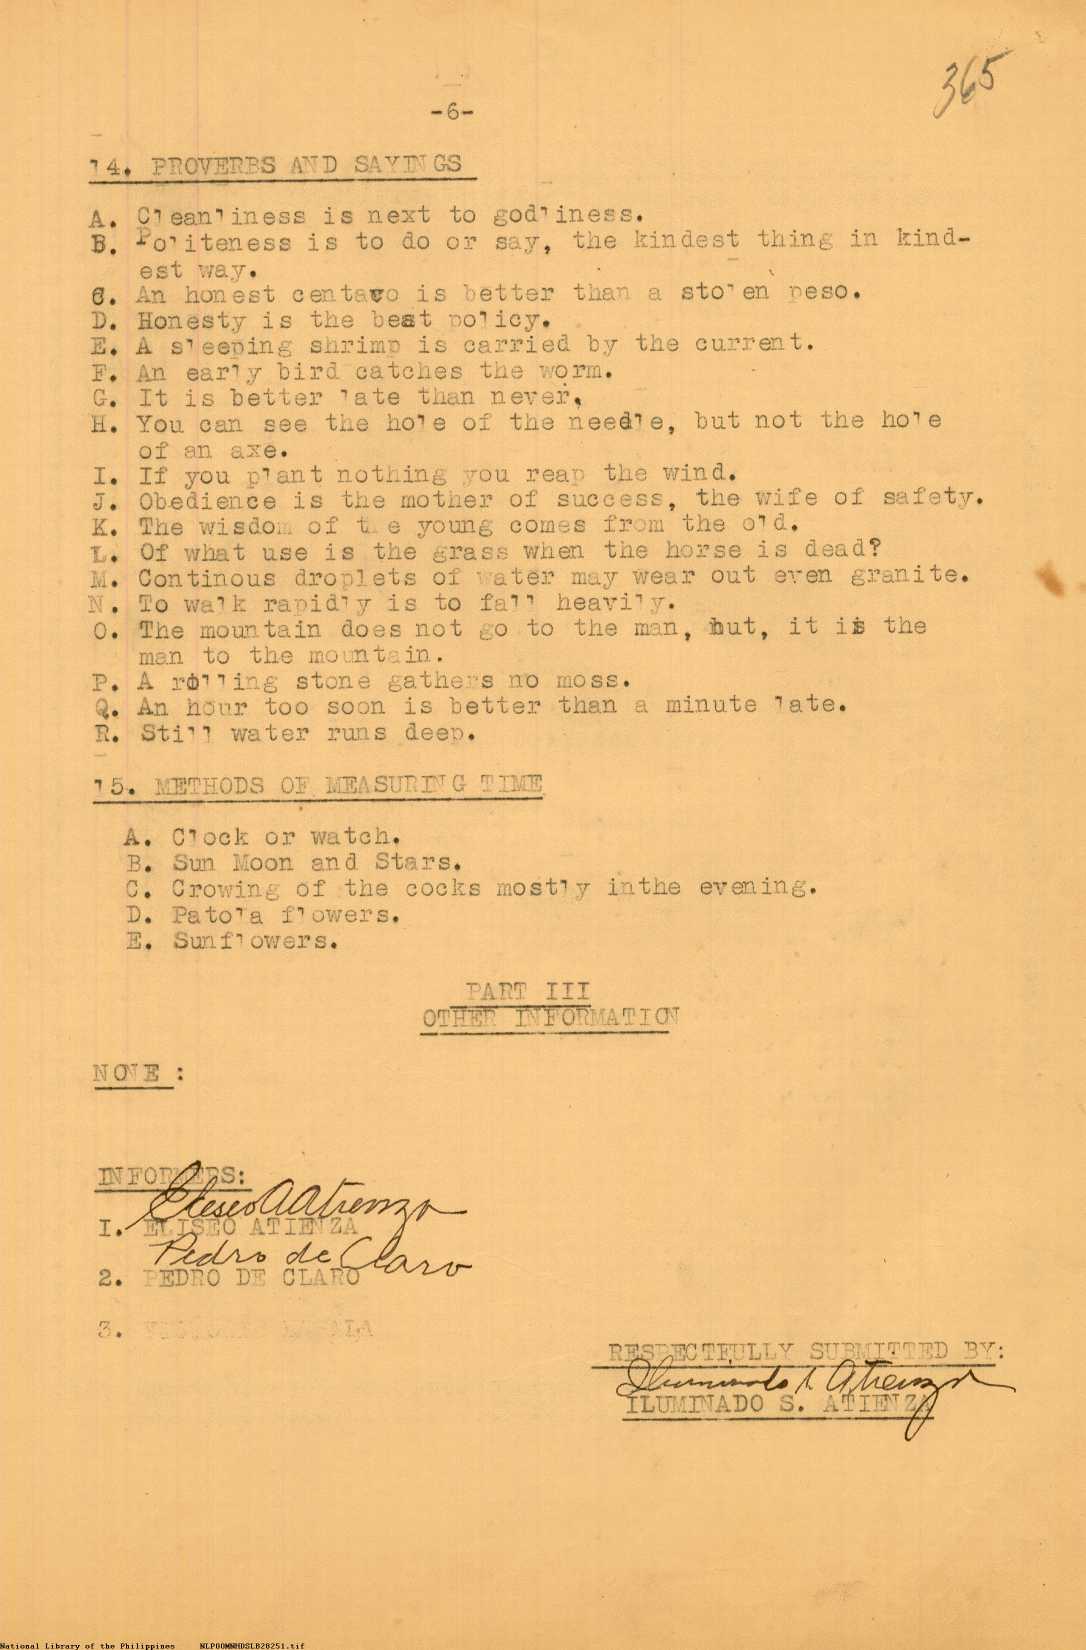 365
-6-
14. PROVERBS AND SAYINGS
A. Cleanliness is next to godliness.
B. Politeness is to do or say, the kindest thing in kind-
est way.
C. An honest centavo is better than a stolen peso.
D. Honesty is the best policy.
E. A sleeping shrimp is carried by the current.
F. An early bird catches the worm.
G. It is better late than never.
H. You can see the hole of the needle, but not the hole
of an axe.
I. If you plant nothing you reap the wind.
J. Obedience is the mother of success, the wife of safety.
K. The wisdom of the young comes from the old.
L. Of what use is the grass when the horse is dead?
M. Continous droplets of water may wear out even granite.
N. To walk rapidly is to fall heavily.
O. The mountain does not go to the man, but, it is the
man to the mountain.
P. A rolling stone gathers no moss.
Q. An hour too soon is better than a minute late.
R. Still water runs deep.
15. METHODS OF MEASURING TIME
A. Clock or watch.
B. Sun Moon and Stars.
C. Crowing of the cocks mostly inthe evening.
D. Patola flowers.
E. Sunflowers.
PART III
OTHER INFORMATION
NONE :
INFORMERS:
Eliseo A Atienza
1. ELISEO ATIENZA
Pedro de Claro
2. PEDRO DE CLARO
3.
RESPECTFULLY SUBMITTED BY:
Iluminado S. Atienza
ILUMINADO S. ATIENZA
National Library of the Philippines NLP00MNHDSLB28251.tif